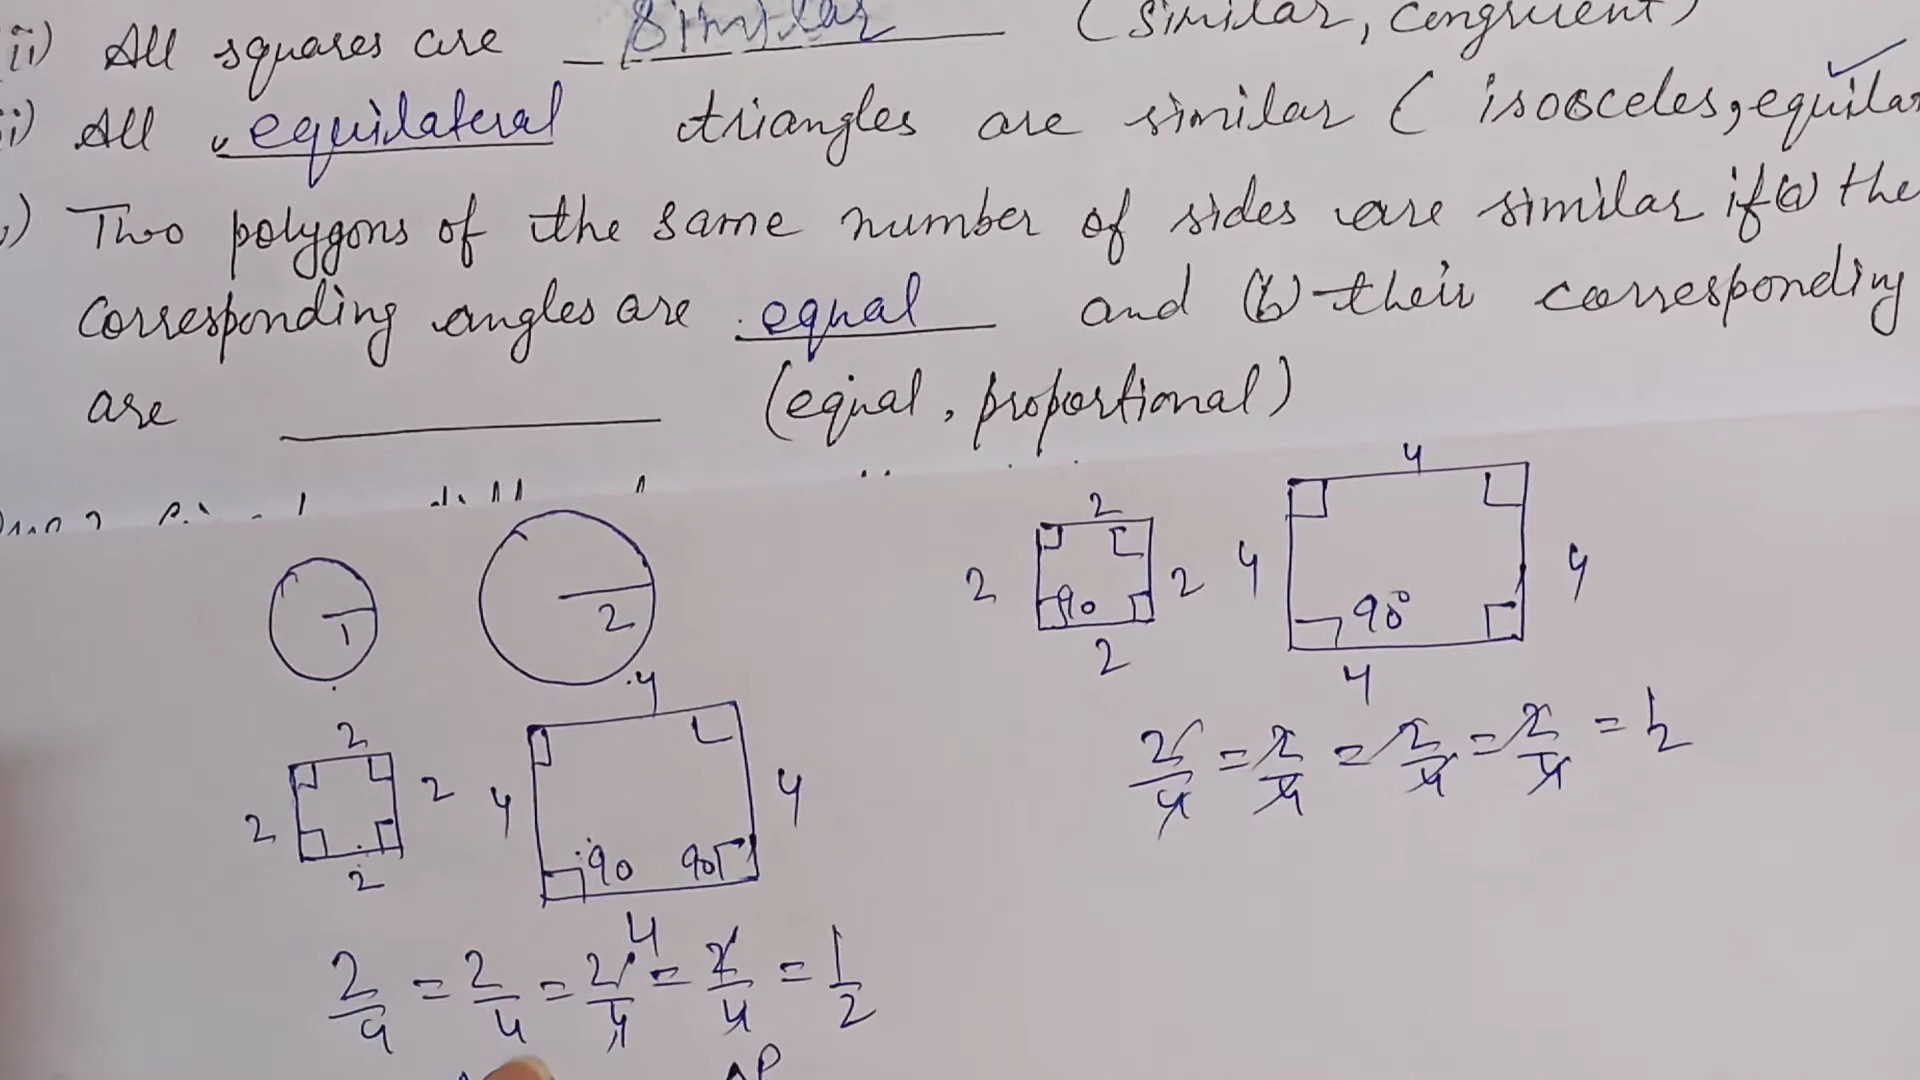 ii) All squares are Similar (Similar, Congruent)
i) All equilateral triangles are similar ( isosceles, equilat
) Two polygons of the same number of sides are similar if (a) the
Corresponding angles are equal and (b) their corresponding
are ________ (equal, proportional)
1 2
2 4
2 2 4 4
90 90°
2 4
2 4
2 2 4 4
90 90
2 4
2/4 = 2/4 = 2/4 = 2/4 = 1/2
2/4 = 2/4 = 2/4 = 2/4 = 1/2